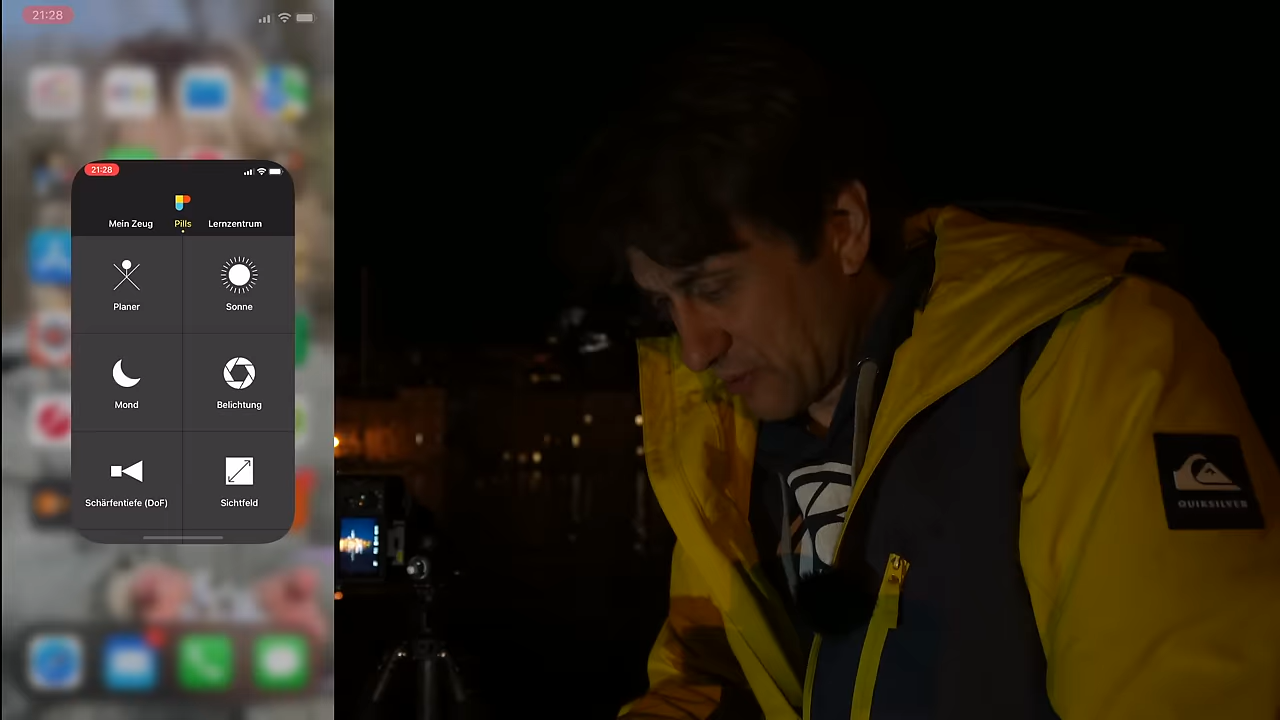 21:28
21:28
Mein Zeug Pills Lernzentrum
Planer Sonne
Mond Belichtung
Schärfentiefe (DoF) Sichtfeld
QUIKSILVER